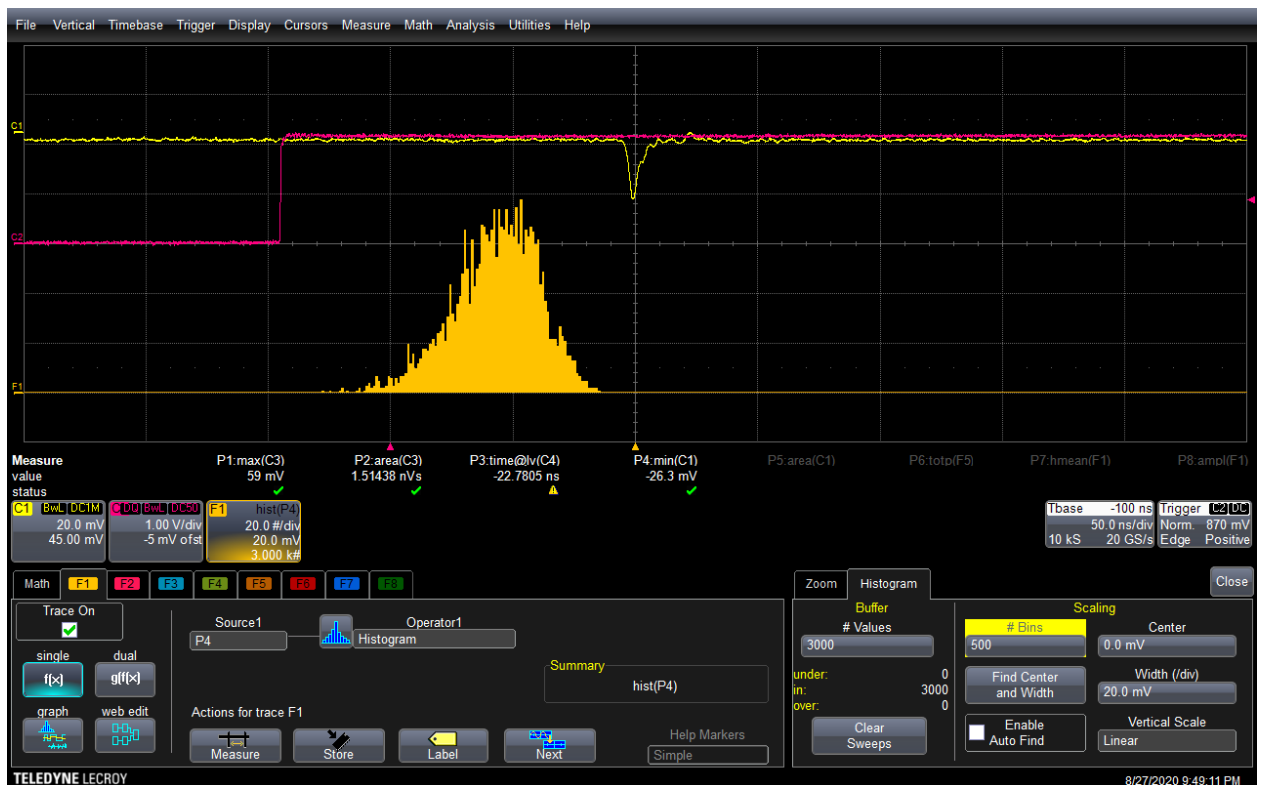 File Vertical Timebase Trigger Display Cursors Measure Math Analysis Utilities Help
C1
C2
F1
Measure P1:max(C3) P2:area(C3) P3:time@lv(C4) P4:min(C1) P5:area(C1) P6:totp(F5) P7:hmean(F1) P8:ampl(F1)
value 59 mV 1.51438 nVs -22.7805 ns -26.3 mV
status
C1 BwL DC1M
20.0 mV
45.00 mV
DQ BwL DC50
1.00 V/div
-5 mV ofst
F1 hist(P4)
20.0 #/div
20.0 mV
3.000 k#
Tbase -100 ns
50.0 ns/div
10 kS 20 GS/s
Trigger C2 DC
Norm. 870 mV
Edge Positive
Math F1 F2 F3 F4 F5 F6 F7 F8
Zoom Histogram Close
Trace On
single dual
f(x) g(f(x))
graph web edit
Source1
P4
Operator1
Histogram
Summary
hist(P4)
Actions for trace F1
Measure Store Label Next
Help Markers
Simple
Buffer
# Values
3000
under: 0
in: 3000
over: 0
Clear
Sweeps
Scaling
# Bins
500
Center
0.0 mV
Find Center
and Width
Width (/div)
20.0 mV
Enable
Auto Find
Vertical Scale
Linear
TELEDYNE LECROY
8/27/2020 9:49:11 PM